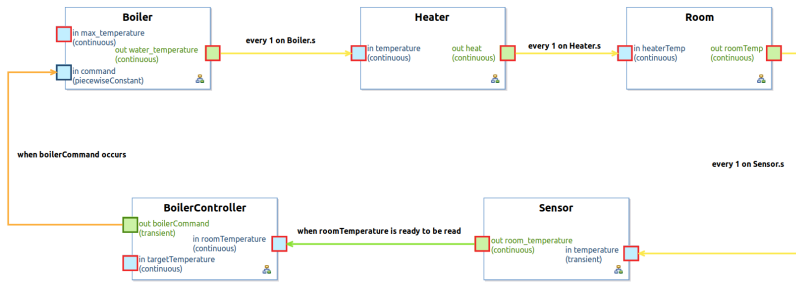 Boiler
in max_temperature
(continuous)
out water_temperature
(continuous)
in command
(piecewiseConstant)
every 1 on Boiler.s
Heater
in temperature
(continuous)
out heat
(continuous)
every 1 on Heater.s
Room
in heaterTemp
(continuous)
out roomTemp
(continuous)
when boilerCommand occurs
every 1 on Sensor.s
BoilerController
out boilerCommand
(transient)
in roomTemperature
(continuous)
in targetTemperature
(continuous)
when roomTemperature is ready to be read
Sensor
out room_temperature
(continuous)
in temperature
(transient)